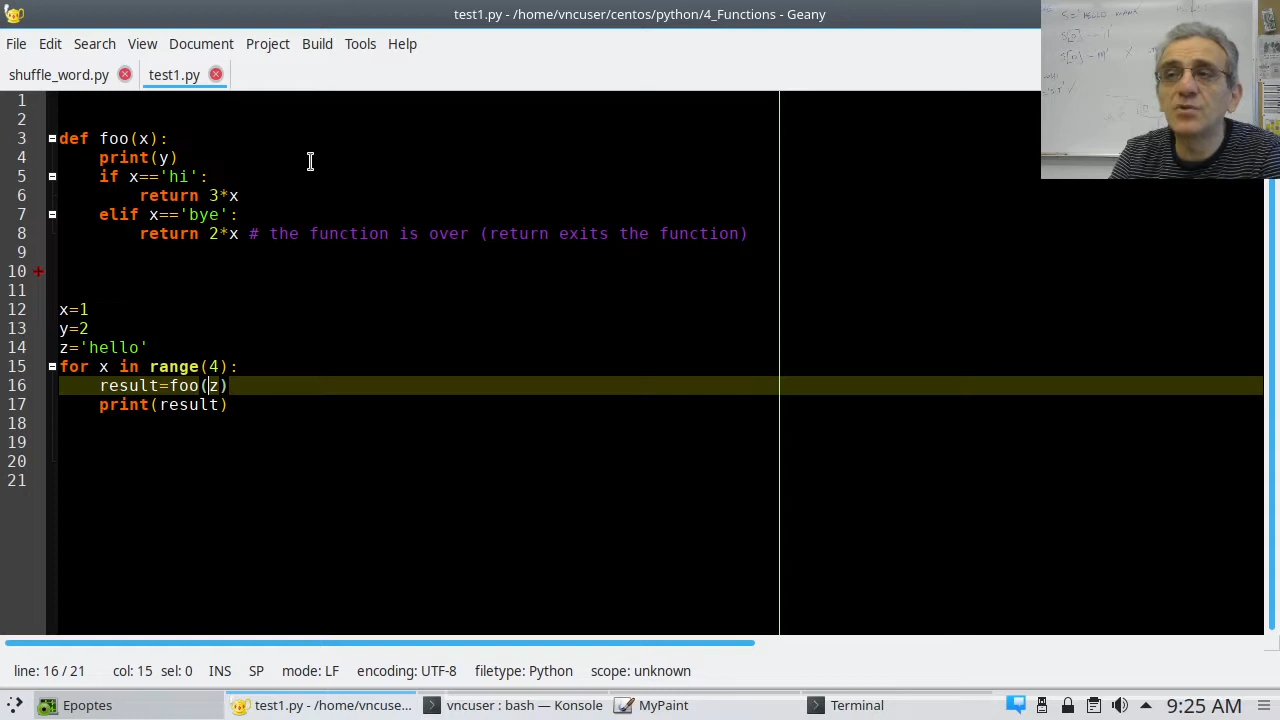 test1.py - /home/vncuser/centos/python/4_Functions - Geany
File Edit Search View Document Project Build Tools Help
shuffle_word.py test1.py
1
2
3 def foo(x):
4 print(y)
5 if x=='hi':
6 return 3*x
7 elif x=='bye':
8 return 2*x # the function is over (return exits the function)
9
10
11
12 x=1
13 y=2
14 z='hello'
15 for x in range(4):
16 result=foo(z)
17 print(result)
18
19
20
21
line: 16 / 21 col: 15 sel: 0 INS SP mode: LF encoding: UTF-8 filetype: Python scope: unknown
Epoptes test1.py - /home/vncuse... vncuser : bash — Konsole MyPaint Terminal 9:25 AM